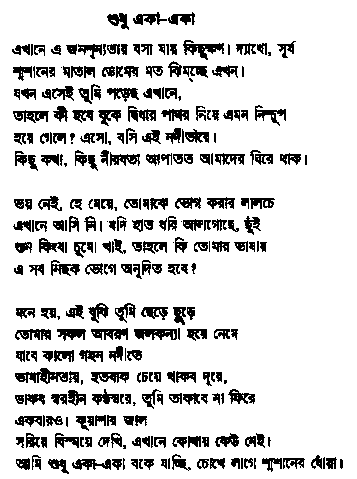 শুধু একা-একা
এখানে এ জনশূন্যতায় বসা যায় কিছুক্ষণ। দ্যাখো, সূর্য
শ্মশানের মাতাল ডোমের মত ঝিমুচ্ছে এখন।
যখন এসেই তুমি পড়েছ এখানে,
তাহলে কী হবে বুকে দ্বিধার পাথর নিয়ে এমন নিশ্চুপ
হয়ে গেলে? এসো, বসি এই নদীতীরে।
কিছু কথা, কিছু নীরবতা আপাতত আমাদের ঘিরে থাক।
ভয় নেই, হে মেয়ে, তোমাকে ভোগ করার লালচে
এখানে আসি নি। যদি হাত ধরি আলগোছে, ছুঁই
স্তন কিংবা চুমো খাই, তাহলে কি তোমার ভাষায়
এ সব নিছক ভোগে অনূদিত হবে?
মনে হয়, এই বুঝি তুমি ছেড়ে ছুড়ে
তোমার সকল আবরণ জলকন্যা হয়ে নেমে
যাবে কালো গহন নদীতে
ভাষাহীনতায়, হতবাক চেয়ে থাকব দূরে,
ডাকব স্বরহীন কণ্ঠস্বরে, তুমি তাকাবে না ফিরে
একবারও। কুয়াশার জাল
সরিয়ে বিস্ময়ে দেখি, এখানে কোথায় কেউ নেই।
আমি শুধু একা-একা বকে যাচ্ছি, চোখে লাগে শ্মশানের ধোঁয়া।